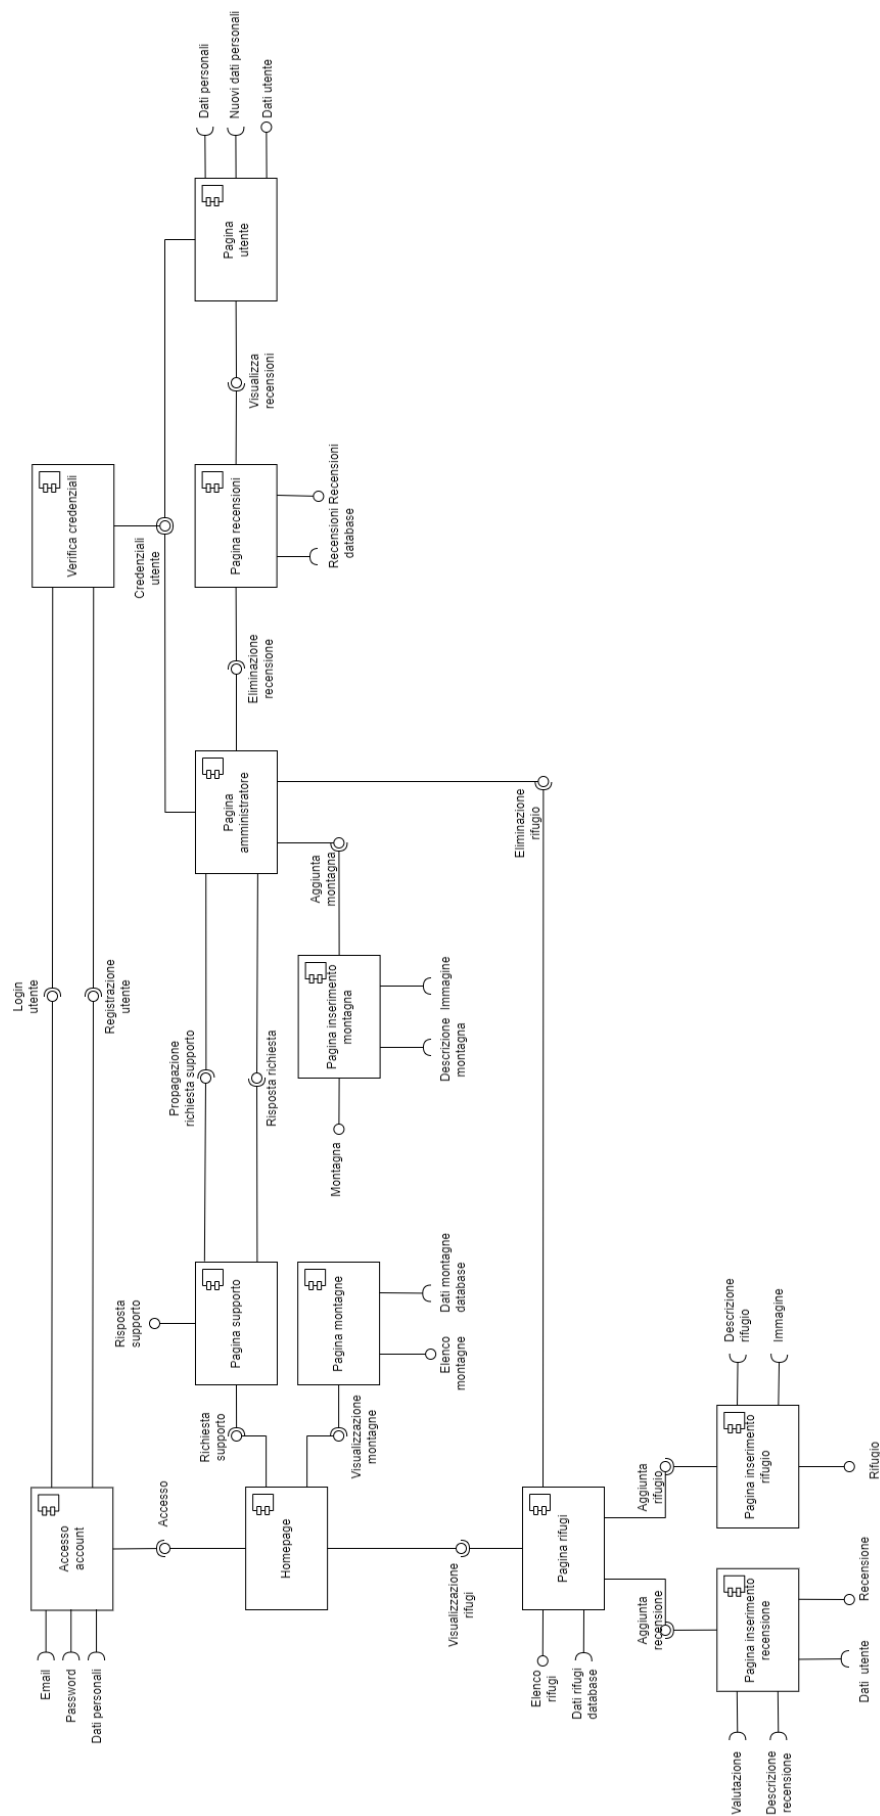 Email
Password
Dati personali
Accesso
account
Accesso
Login
utente
Registrazione
utente
Verifica credenziali
Credenziali
utente
Homepage
Richiesta
supporto
Risposta
supporto
Pagina supporto
Propagazione
richiesta supporto
Risposta richiesta
Visualizzazione
montagne
Pagina montagne
Elenco
montagne
Dati montagne
database
Montagna
Pagina inserimento
montagna
Descrizione
montagna
Immagine
Aggiunta
montagna
Pagina
amministratore
Eliminazione
recensione
Pagina recensioni
Recensioni
database
Recensioni
Visualizza
recensioni
Pagina
utente
Dati personali
Nuovi dati personali
Dati utente
Visualizzazione
rifugi
Eliminazione
rifugio
Pagina rifugi
Elenco
rifugi
Dati rifugi
database
Aggiunta
recensione
Aggiunta
rifugio
Pagina inserimento
recensione
Valutazione
Descrizione
recensione
Dati utente
Recensione
Pagina inserimento
rifugio
Descrizione
rifugio
Immagine
Rifugio